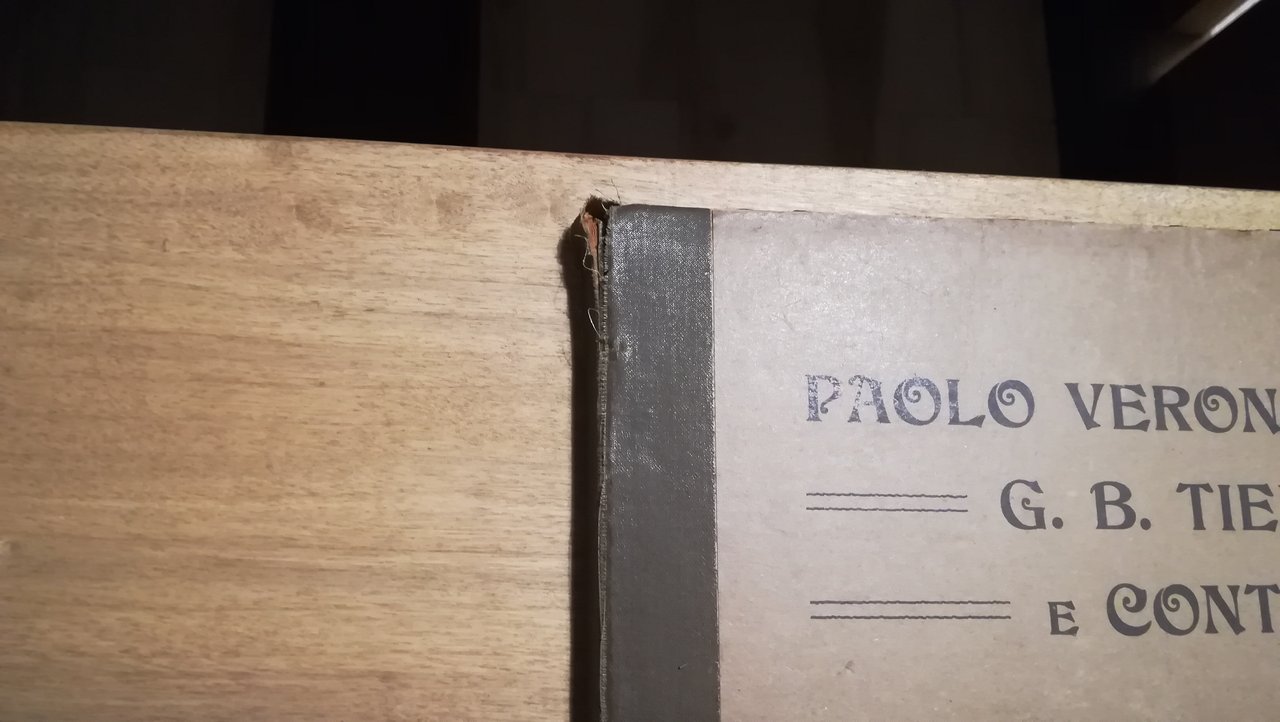 PAOLO VERON
G. B. TIE
E CONT